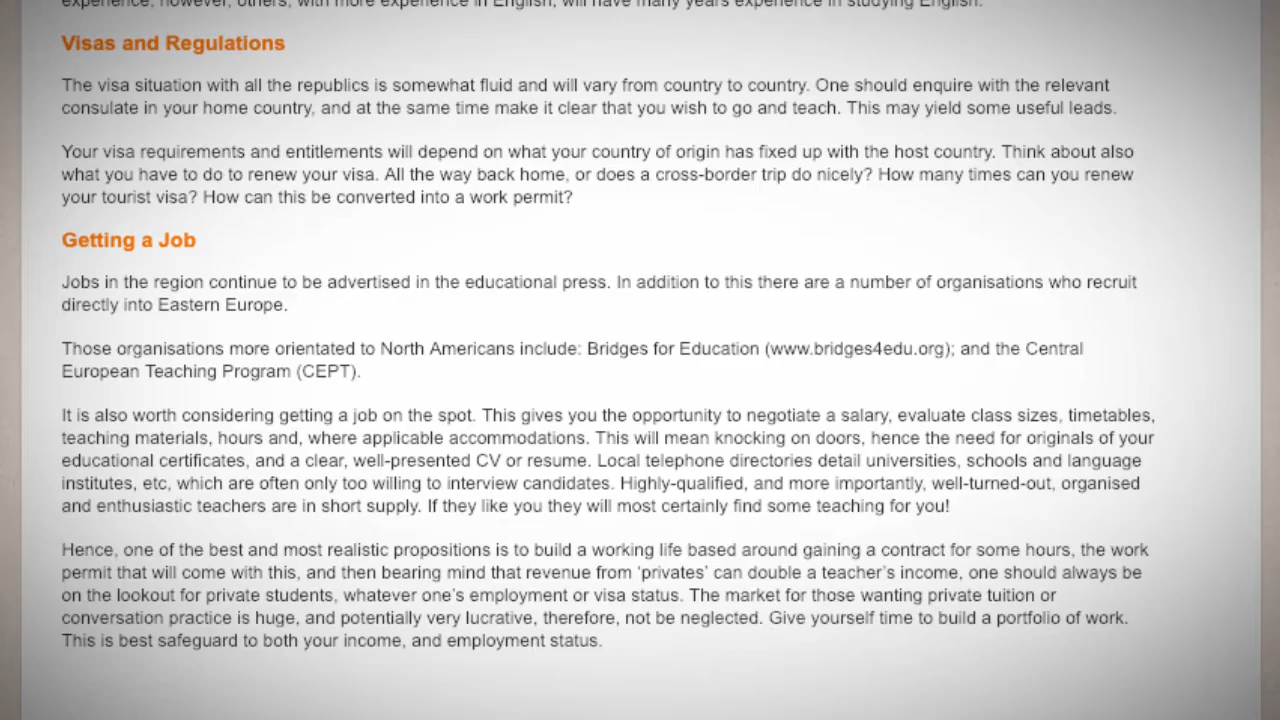 experience, however, others, with more experience in English, will have many years experience in studying English.
Visas and Regulations
The visa situation with all the republics is somewhat fluid and will vary from country to country. One should enquire with the relevant
consulate in your home country, and at the same time make it clear that you wish to go and teach. This may yield some useful leads.
Your visa requirements and entitlements will depend on what your country of origin has fixed up with the host country. Think about also
what you have to do to renew your visa. All the way back home, or does a cross-border trip do nicely? How many times can you renew
your tourist visa? How can this be converted into a work permit?
Getting a Job
Jobs in the region continue to be advertised in the educational press. In addition to this there are a number of organisations who recruit
directly into Eastern Europe.
Those organisations more orientated to North Americans include: Bridges for Education (www.bridges4edu.org); and the Central
European Teaching Program (CEPT).
It is also worth considering getting a job on the spot. This gives you the opportunity to negotiate a salary, evaluate class sizes, timetables,
teaching materials, hours and, where applicable accommodations. This will mean knocking on doors, hence the need for originals of your
educational certificates, and a clear, well-presented CV or resume. Local telephone directories detail universities, schools and language
institutes, etc, which are often only too willing to interview candidates. Highly-qualified, and more importantly, well-turned-out, organised
and enthusiastic teachers are in short supply. If they like you they will most certainly find some teaching for you!
Hence, one of the best and most realistic propositions is to build a working life based around gaining a contract for some hours, the work
permit that will come with this, and then bearing mind that revenue from ‘privates’ can double a teacher’s income, one should always be
on the lookout for private students, whatever one’s employment or visa status. The market for those wanting private tuition or
conversation practice is huge, and potentially very lucrative, therefore, not be neglected. Give yourself time to build a portfolio of work.
This is best safeguard to both your income, and employment status.